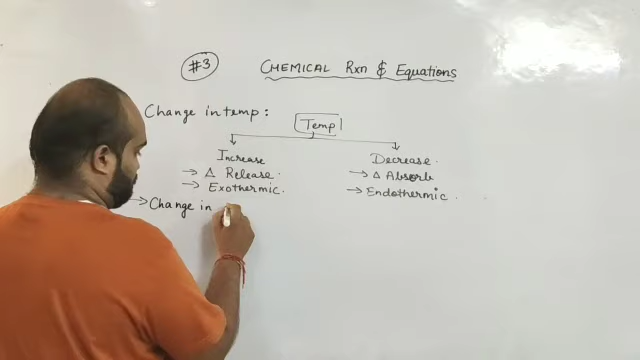 #3
CHEMICAL Rxn & Equations
Change in temp:
Temp
Increase
Decrease.
→ Δ Release.
→ Δ Absorb
→ Exothermic.
→ Endothermic.
→ Change in